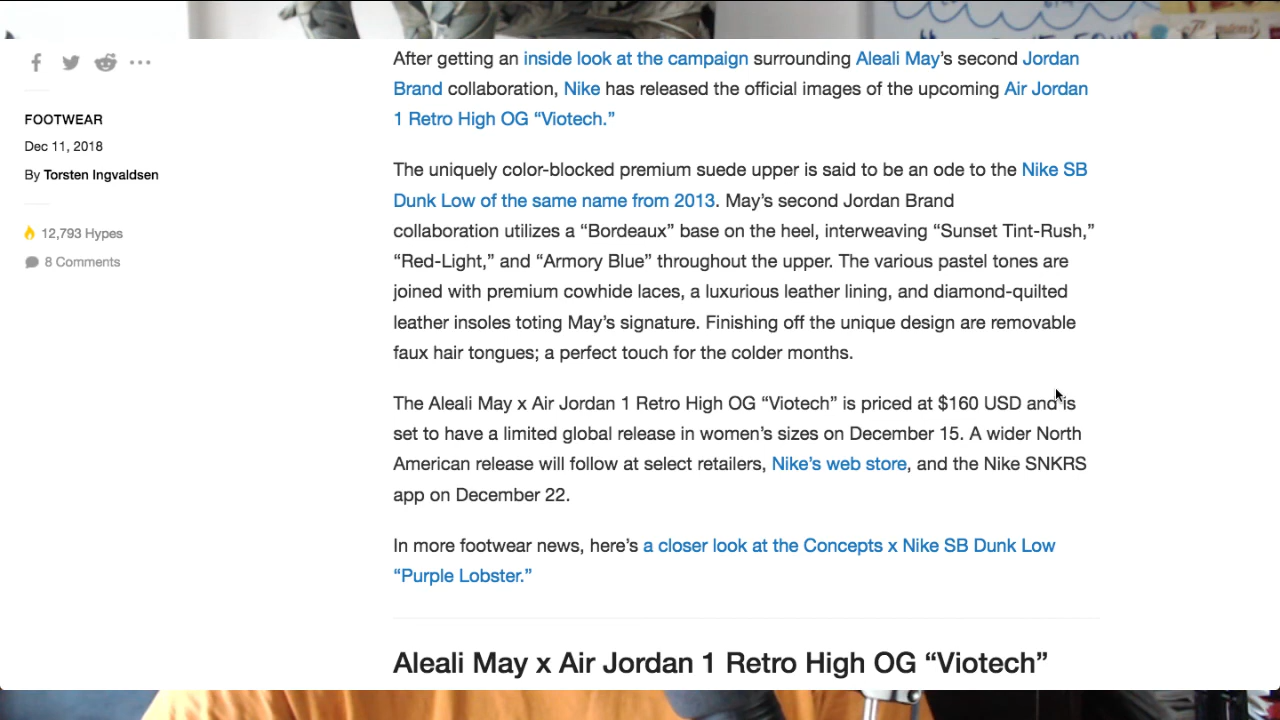 FOOTWEAR
Dec 11, 2018
By Torsten Ingvaldsen
12,793 Hypes
8 Comments
After getting an inside look at the campaign surrounding Aleali May’s second Jordan
Brand collaboration, Nike has released the official images of the upcoming Air Jordan
1 Retro High OG “Viotech.”
The uniquely color-blocked premium suede upper is said to be an ode to the Nike SB
Dunk Low of the same name from 2013. May’s second Jordan Brand
collaboration utilizes a “Bordeaux” base on the heel, interweaving “Sunset Tint-Rush,”
“Red-Light,” and “Armory Blue” throughout the upper. The various pastel tones are
joined with premium cowhide laces, a luxurious leather lining, and diamond-quilted
leather insoles toting May’s signature. Finishing off the unique design are removable
faux hair tongues; a perfect touch for the colder months.
The Aleali May x Air Jordan 1 Retro High OG “Viotech” is priced at $160 USD and is
set to have a limited global release in women’s sizes on December 15. A wider North
American release will follow at select retailers, Nike’s web store, and the Nike SNKRS
app on December 22.
In more footwear news, here’s a closer look at the Concepts x Nike SB Dunk Low
“Purple Lobster.”
Aleali May x Air Jordan 1 Retro High OG “Viotech”